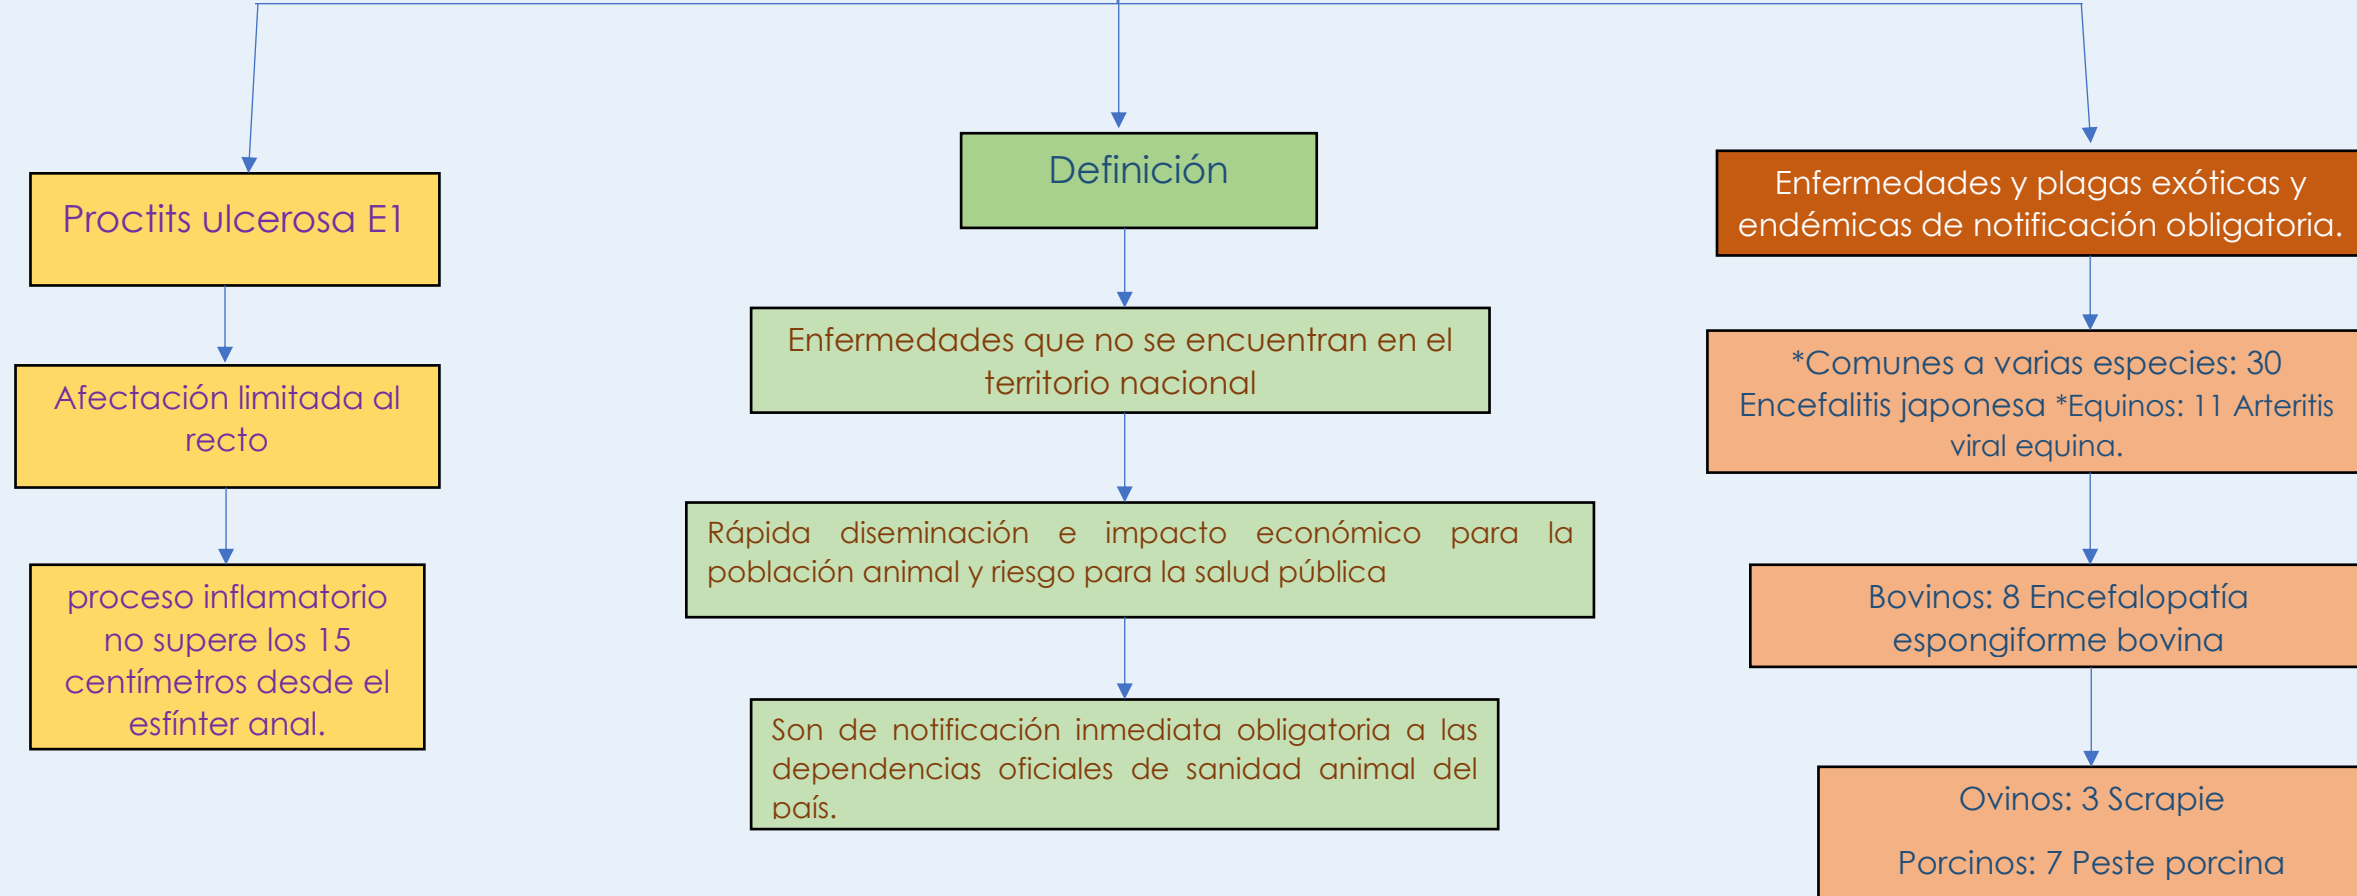 Proctits ulcerosa E1
Afectación limitada al
recto
proceso inflamatorio
no supere los 15
centímetros desde el
esfínter anal.
Definición
Enfermedades que no se encuentran en el
territorio nacional
Rápida diseminación e impacto económico para la
población animal y riesgo para la salud pública
Son de notificación inmediata obligatoria a las
dependencias oficiales de sanidad animal del
país.
Enfermedades y plagas exóticas y
endémicas de notificación obligatoria.
*Comunes a varias especies: 30
Encefalitis japonesa *Equinos: 11 Arteritis
viral equina.
Bovinos: 8 Encefalopatía
espongiforme bovina
Ovinos: 3 Scrapie
Porcinos: 7 Peste porcina